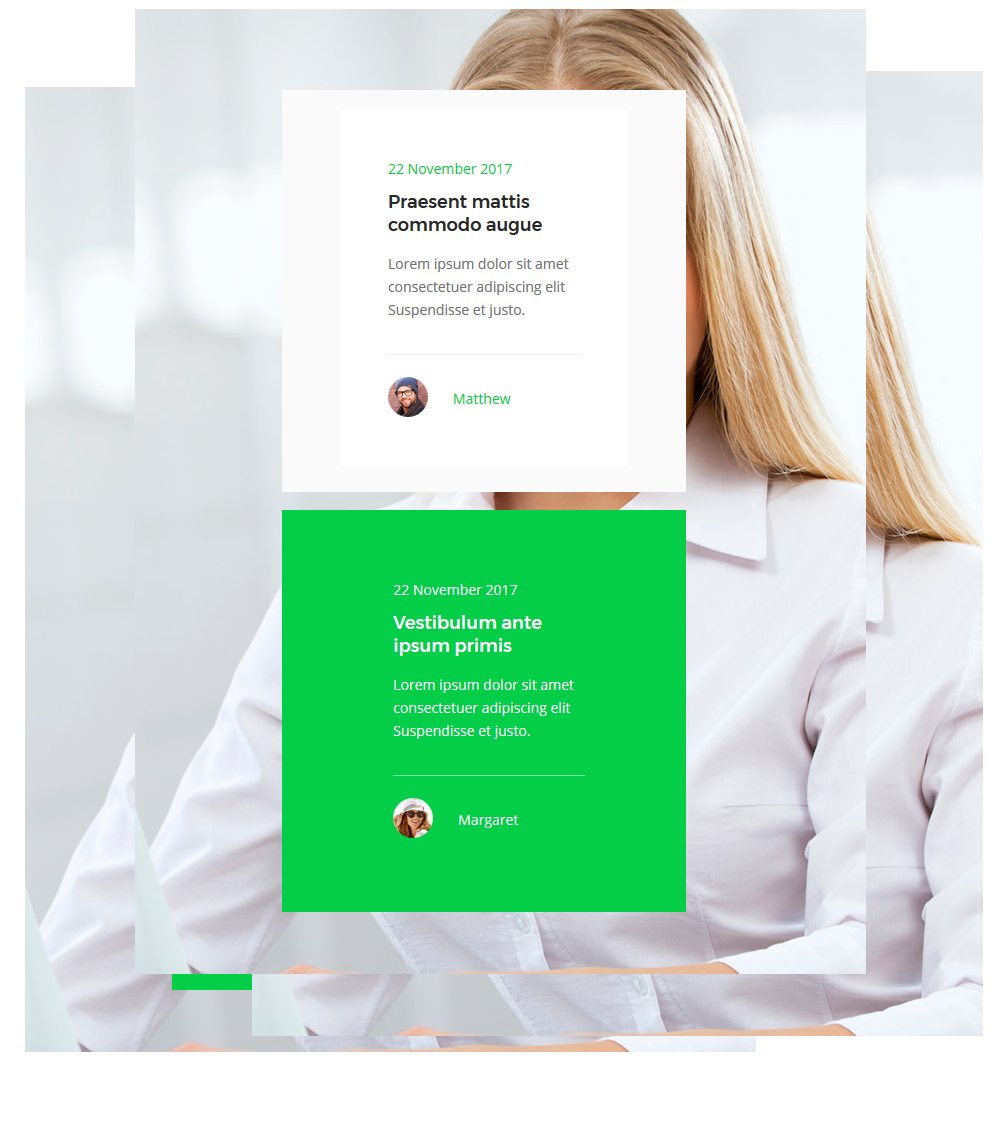 22 November 2017
Praesent mattis
commodo augue
Lorem ipsum dolor sit amet
consectetuer adipiscing elit
Suspendisse et justo.
Matthew
22 November 2017
Vestibulum ante
ipsum primis
Lorem ipsum dolor sit amet
consectetuer adipiscing elit
Suspendisse et justo.
Margaret